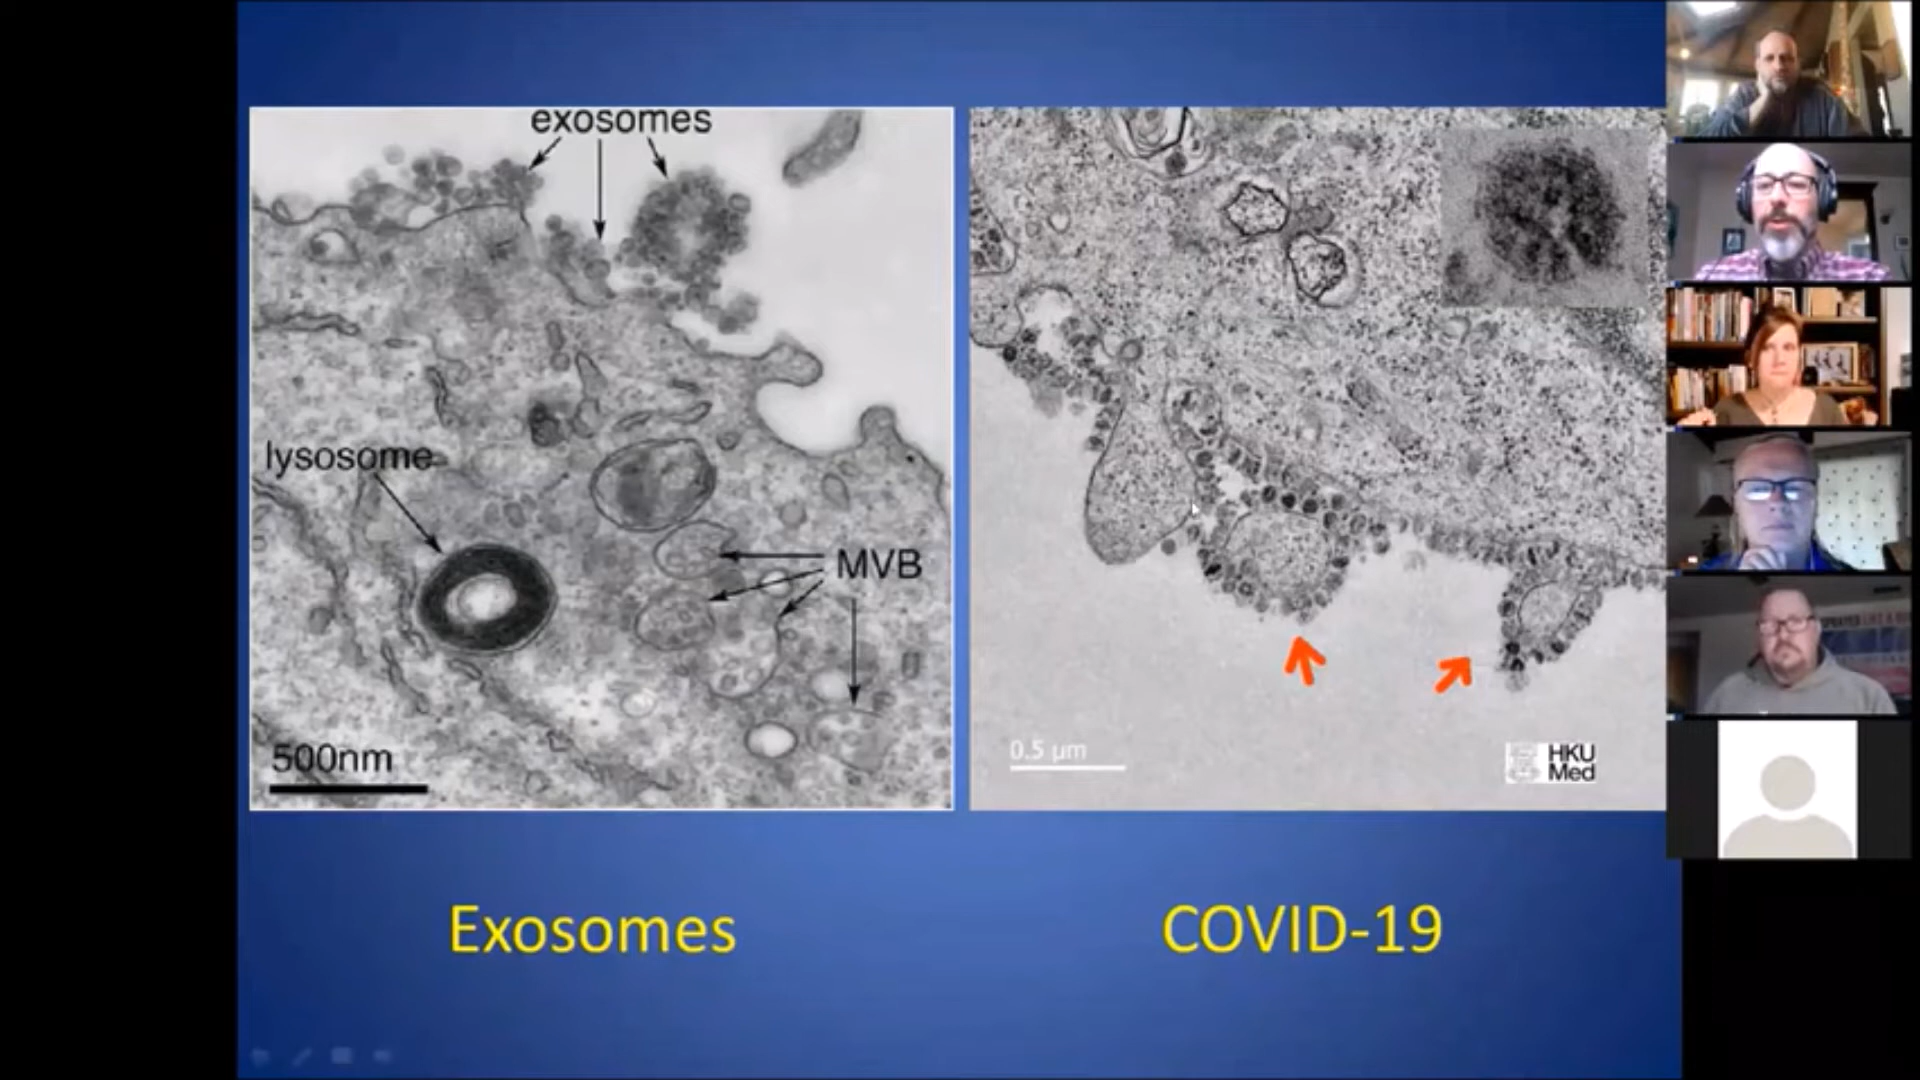 exosomes
lysosome
MVB
500nm
0.5 µm
HKU
Med
Exosomes
COVID-19